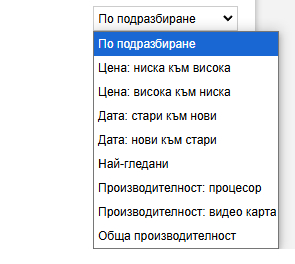 По подразбиране
По подразбиране
Цена: ниска към висока
Цена: висока към ниска
Дата: стари към нови
Дата: нови към стари
Най-гледани
Производителност: процесор
Производителност: видео карта
Обща производителност